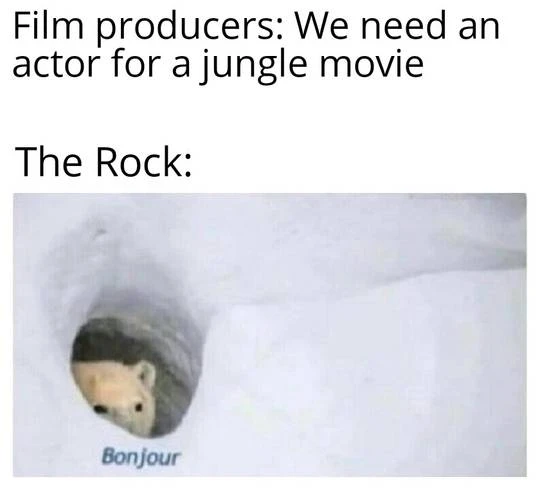 Film producers: We need an
actor for a jungle movie
The Rock:
Bonjour